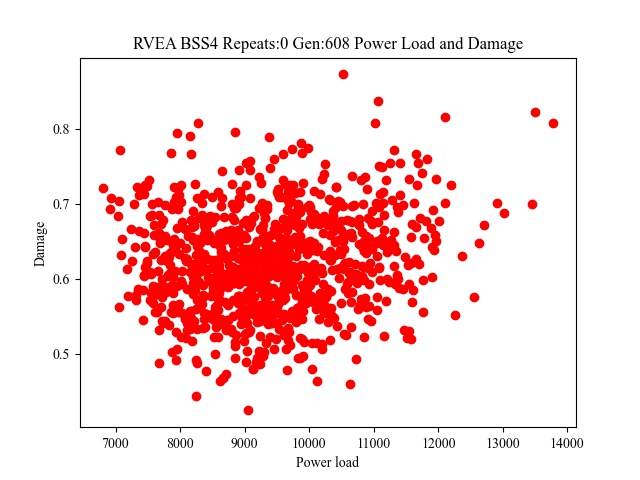 RVEA BSS4 Repeats:0 Gen:608 Power Load and Damage
0.8
0.7
0.6
0.5
Damage
7000 8000 9000 10000 11000 12000 13000 14000
Power load